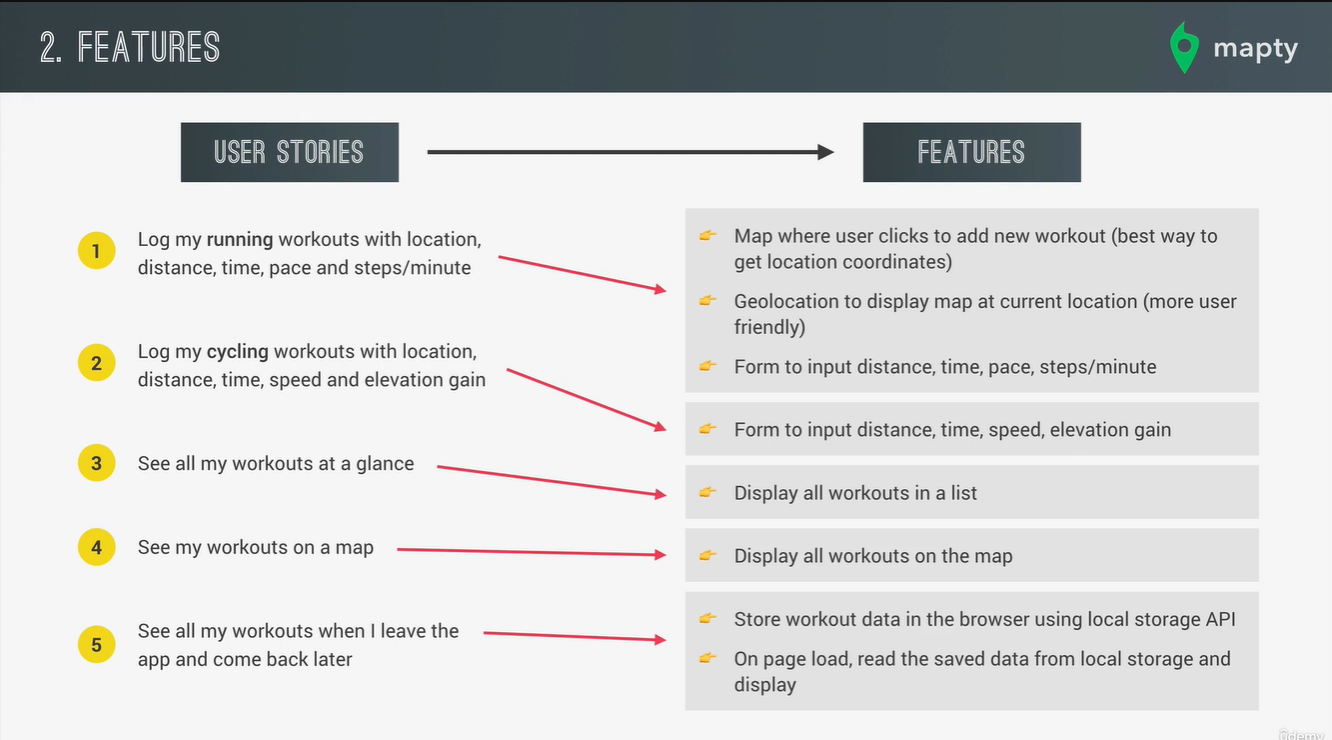 2. FEATURES
mapty
USER STORIES
FEATURES
1
Log my running workouts with location,
distance, time, pace and steps/minute
2
Log my cycling workouts with location,
distance, time, speed and elevation gain
3
See all my workouts at a glance
4
See my workouts on a map
5
See all my workouts when I leave the
app and come back later
Map where user clicks to add new workout (best way to
get location coordinates)
Geolocation to display map at current location (more user
friendly)
Form to input distance, time, pace, steps/minute
Form to input distance, time, speed, elevation gain
Display all workouts in a list
Display all workouts on the map
Store workout data in the browser using local storage API
On page load, read the saved data from local storage and
display
ûdemy